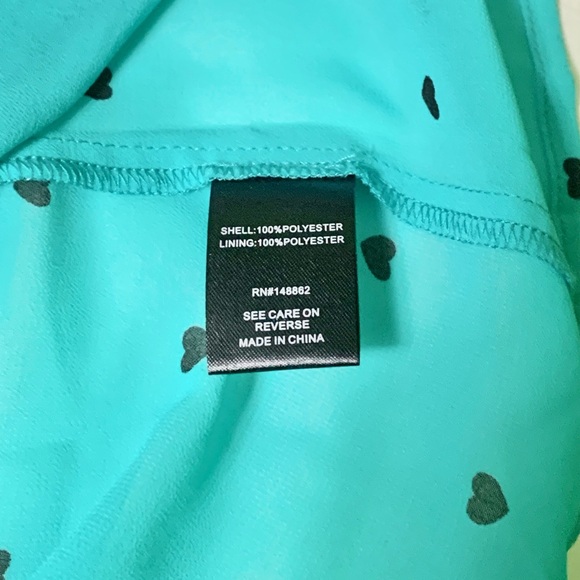 SHELL:100%POLYESTER
LINING:100%POLYESTER
RN#148862
SEE CARE ON
REVERSE
MADE IN CHINA